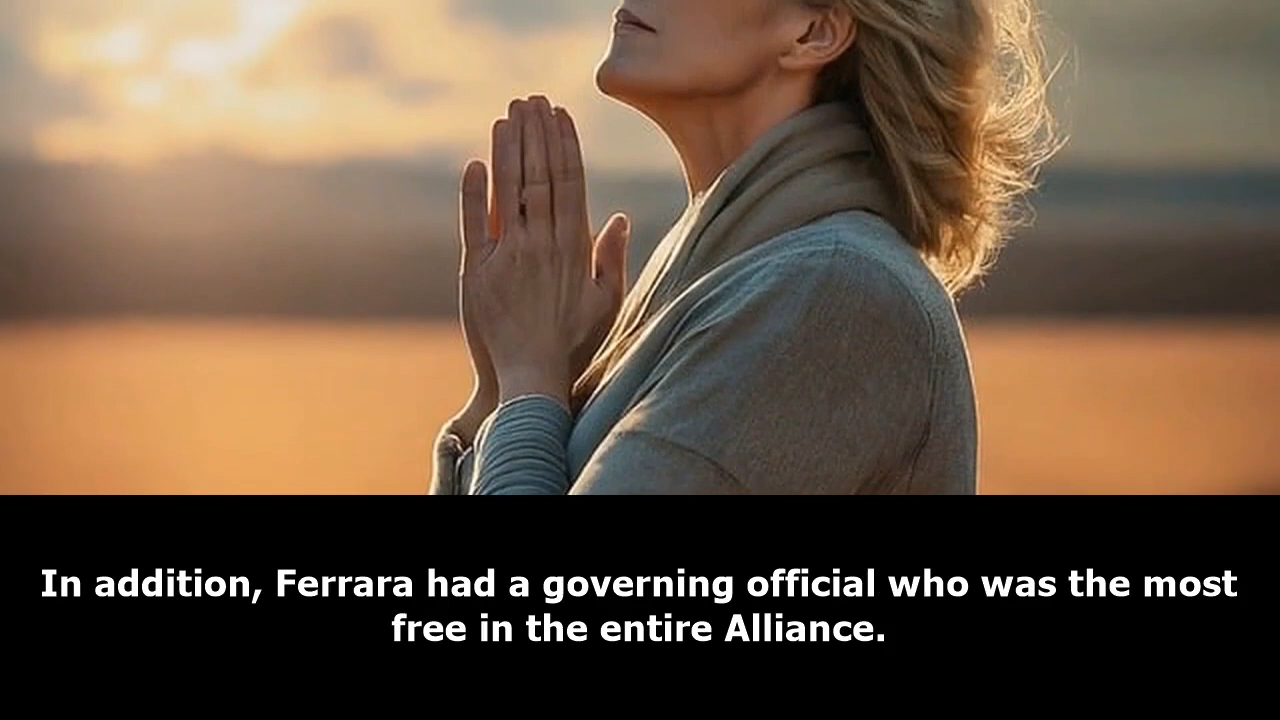 In addition, Ferrara had a governing official who was the most
free in the entire Alliance.